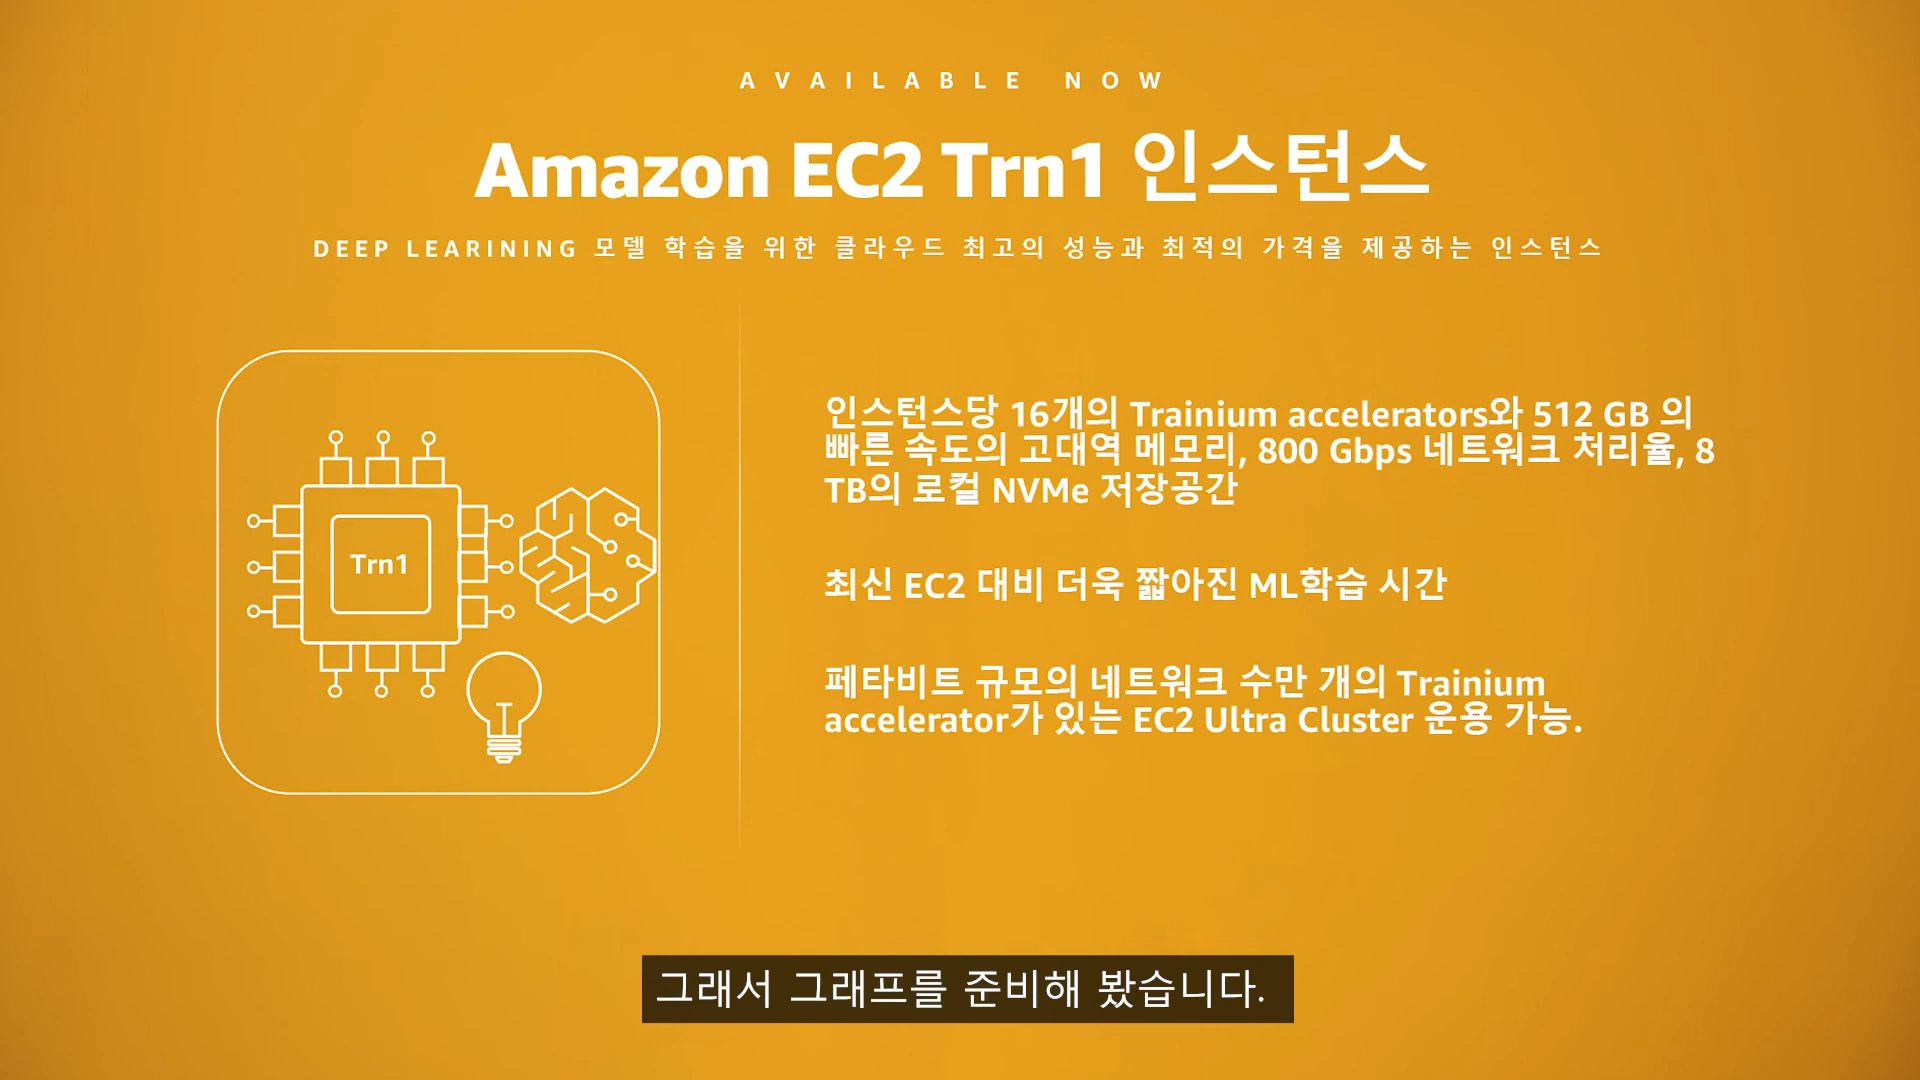 AVAILABLE NOW
Amazon EC2 Trn1 인스턴스
DEEP LEARINING 모델 학습을 위한 클라우드 최고의 성능과 최적의 가격을 제공하는 인스턴스
Trn1
인스턴스당 16개의 Trainium accelerators와 512 GB 의
빠른 속도의 고대역 메모리, 800 Gbps 네트워크 처리율, 8
TB의 로컬 NVMe 저장공간
최신 EC2 대비 더욱 짧아진 ML학습 시간
페타비트 규모의 네트워크 수만 개의 Trainium
accelerator가 있는 EC2 Ultra Cluster 운용 가능.
그래서 그래프를 준비해 봤습니다.